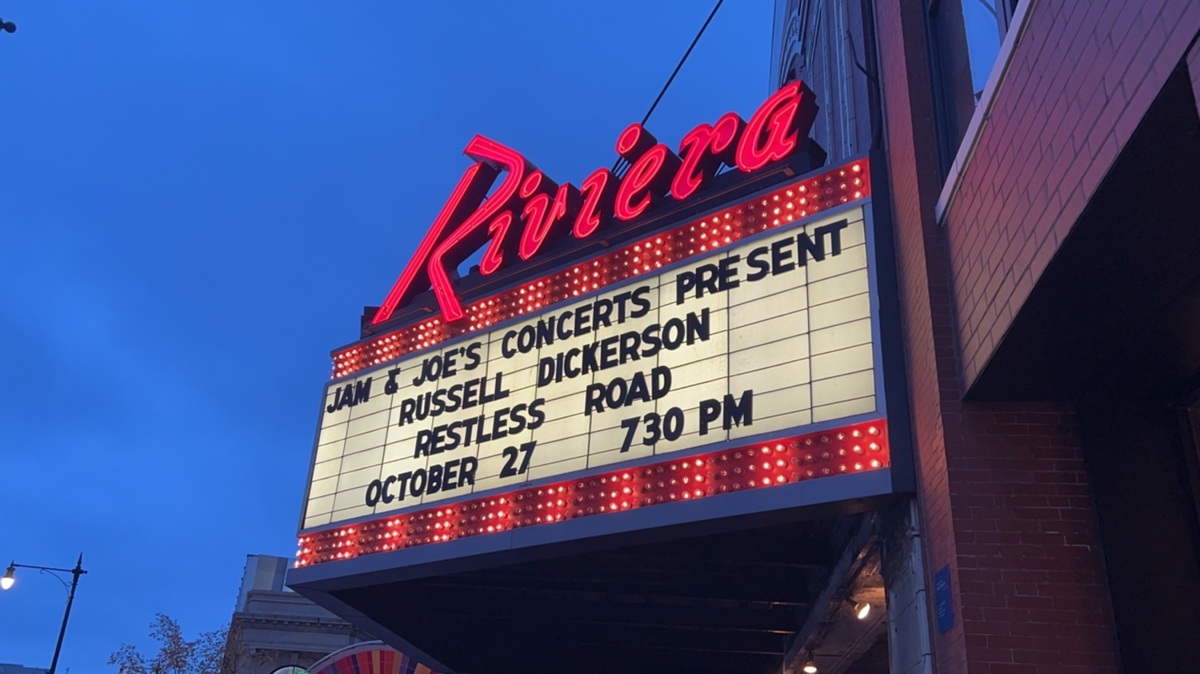 Riviera
JAM & JOE'S CONCERTS PRESENT
RUSSELL DICKERSON
RESTLESS ROAD
OCTOBER 27 730 PM